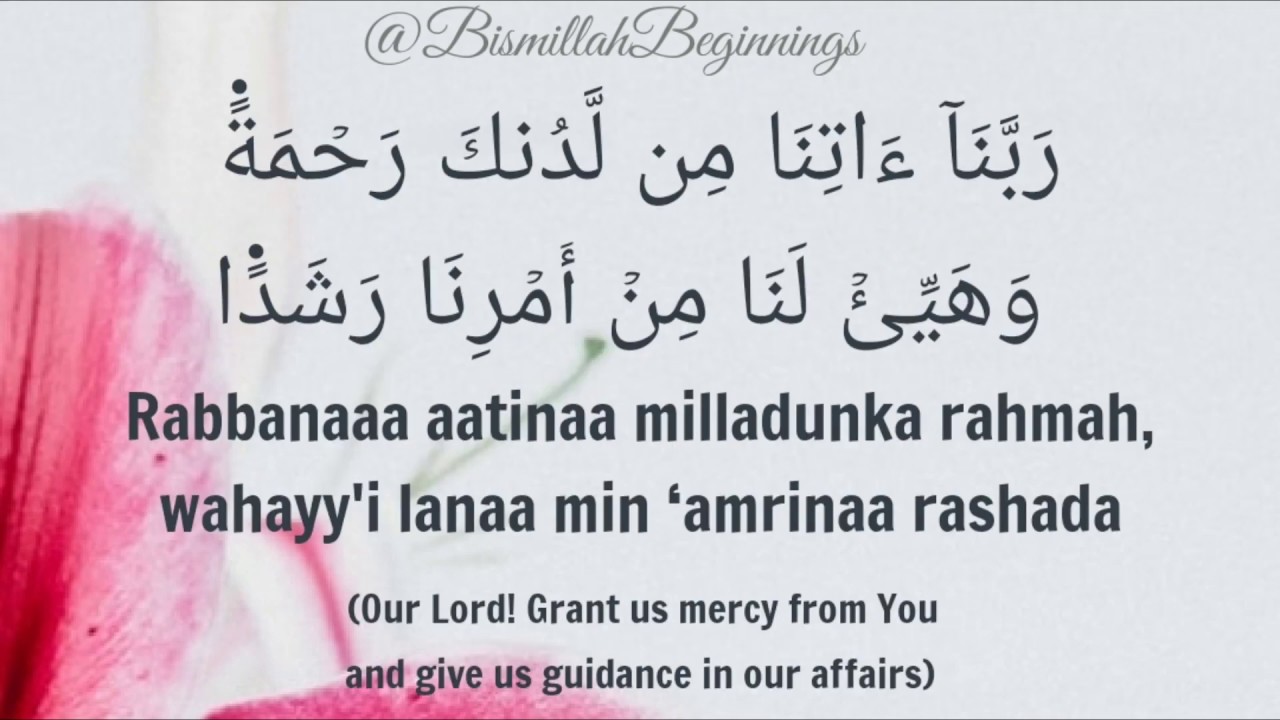 @BismillahBeginnings
رَبَّنَآ ءَاتِنَا مِن لَّدُنكَ رَحْمَةًۭ
وَهَيِّئْ لَنَا مِنْ أَمْرِنَا رَشَدًۭا
Rabbanaaa aatinaa milladunka rahmah,
wahayy'i lanaa min ‘amrinaa rashada
(Our Lord! Grant us mercy from You
and give us guidance in our affairs)